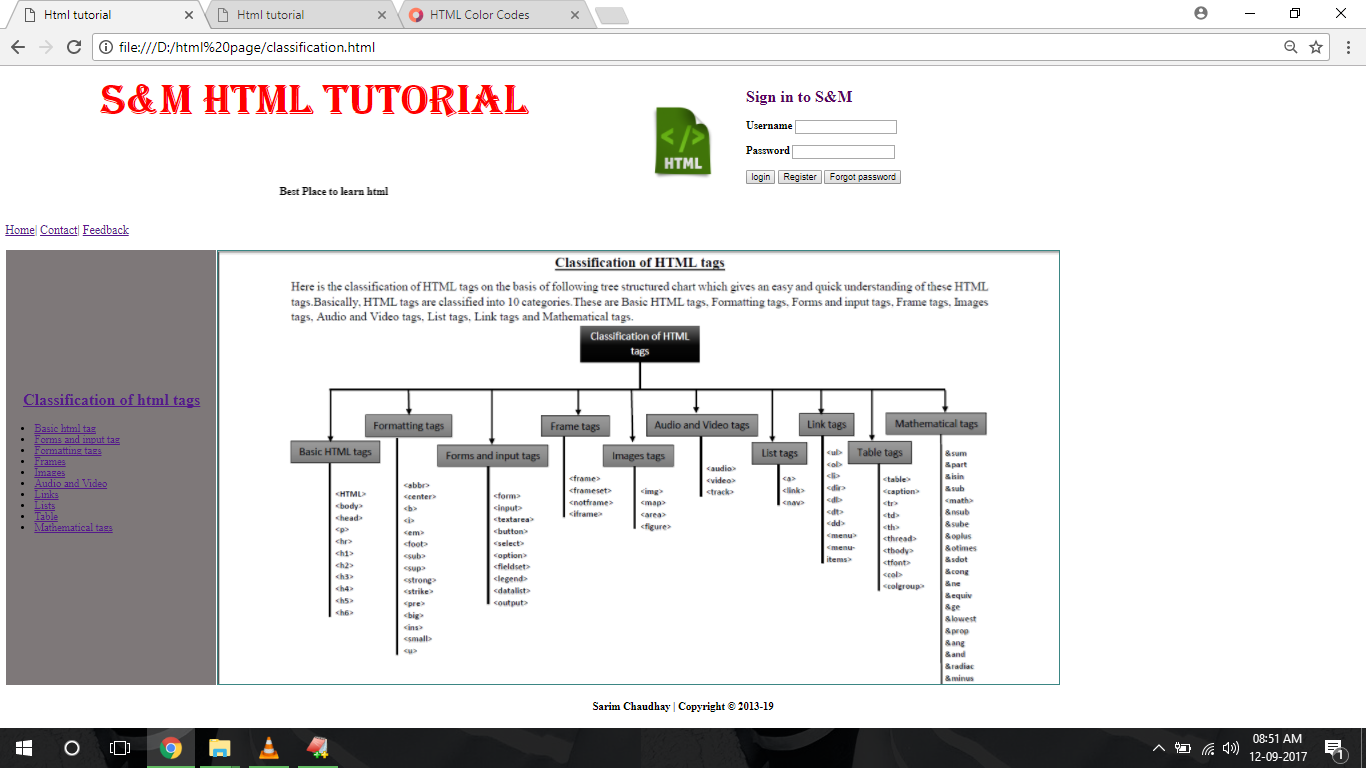 Html tutorial
Html tutorial
HTML Color Codes
file:///D:/html%20page/classification.html
S&M HTML TUTORIAL
Best Place to learn html
</>
HTML
Sign in to S&M
Username
Password
login Register Forgot password
Home| Contact| Feedback
Classification of html tags
Basic html tag
Forms and input tag
Formatting tags
Frames
Images
Audio and Video
Links
Lists
Table
Mathematical tags
Classification of HTML tags
Here is the classification of HTML tags on the basis of following tree structured chart which gives an easy and quick understanding of these HTML
tags.Basically, HTML tags are classified into 10 categories.These are Basic HTML tags, Formatting tags, Forms and input tags, Frame tags, Images
tags, Audio and Video tags, List tags, Link tags and Mathematical tags.
Classification of HTML
tags
Basic HTML tags
<HTML>
<body>
<head>
<p>
<hr>
<h1>
<h2>
<h3>
<h4>
<h5>
<h6>
Formatting tags
<abbr>
<center>
<b>
<i>
<em>
<foot>
<sub>
<sup>
<strong>
<strike>
<pre>
<big>
<ins>
<small>
<u>
Forms and input tags
<form>
<input>
<textarea>
<button>
<select>
<option>
<fieldset>
<legend>
<datalist>
<output>
Frame tags
<frame>
<frameset>
<notframe>
<iframe>
Images tags
<img>
<map>
<area>
<figure>
Audio and Video tags
<audio>
<video>
<track>
List tags
<a>
<link>
<nav>
Link tags
<ul>
<ol>
<li>
<dir>
<dl>
<dt>
<dd>
<menu>
<menu-
items>
Table tags
<table>
<caption>
<tr>
<td>
<th>
<thread>
<tbody>
<tfont>
<col>
<colgroup>
Mathematical tags
&sum
&part
&isin
&sub
<math>
&nsub
&sube
&oplus
&otimes
&sdot
&cong
&ne
&equiv
&ge
&lowest
&prop
&ang
&and
&radiac
&minus
Sarim Chaudhay | Copyright © 2013-19
08:51 AM
12-09-2017
1